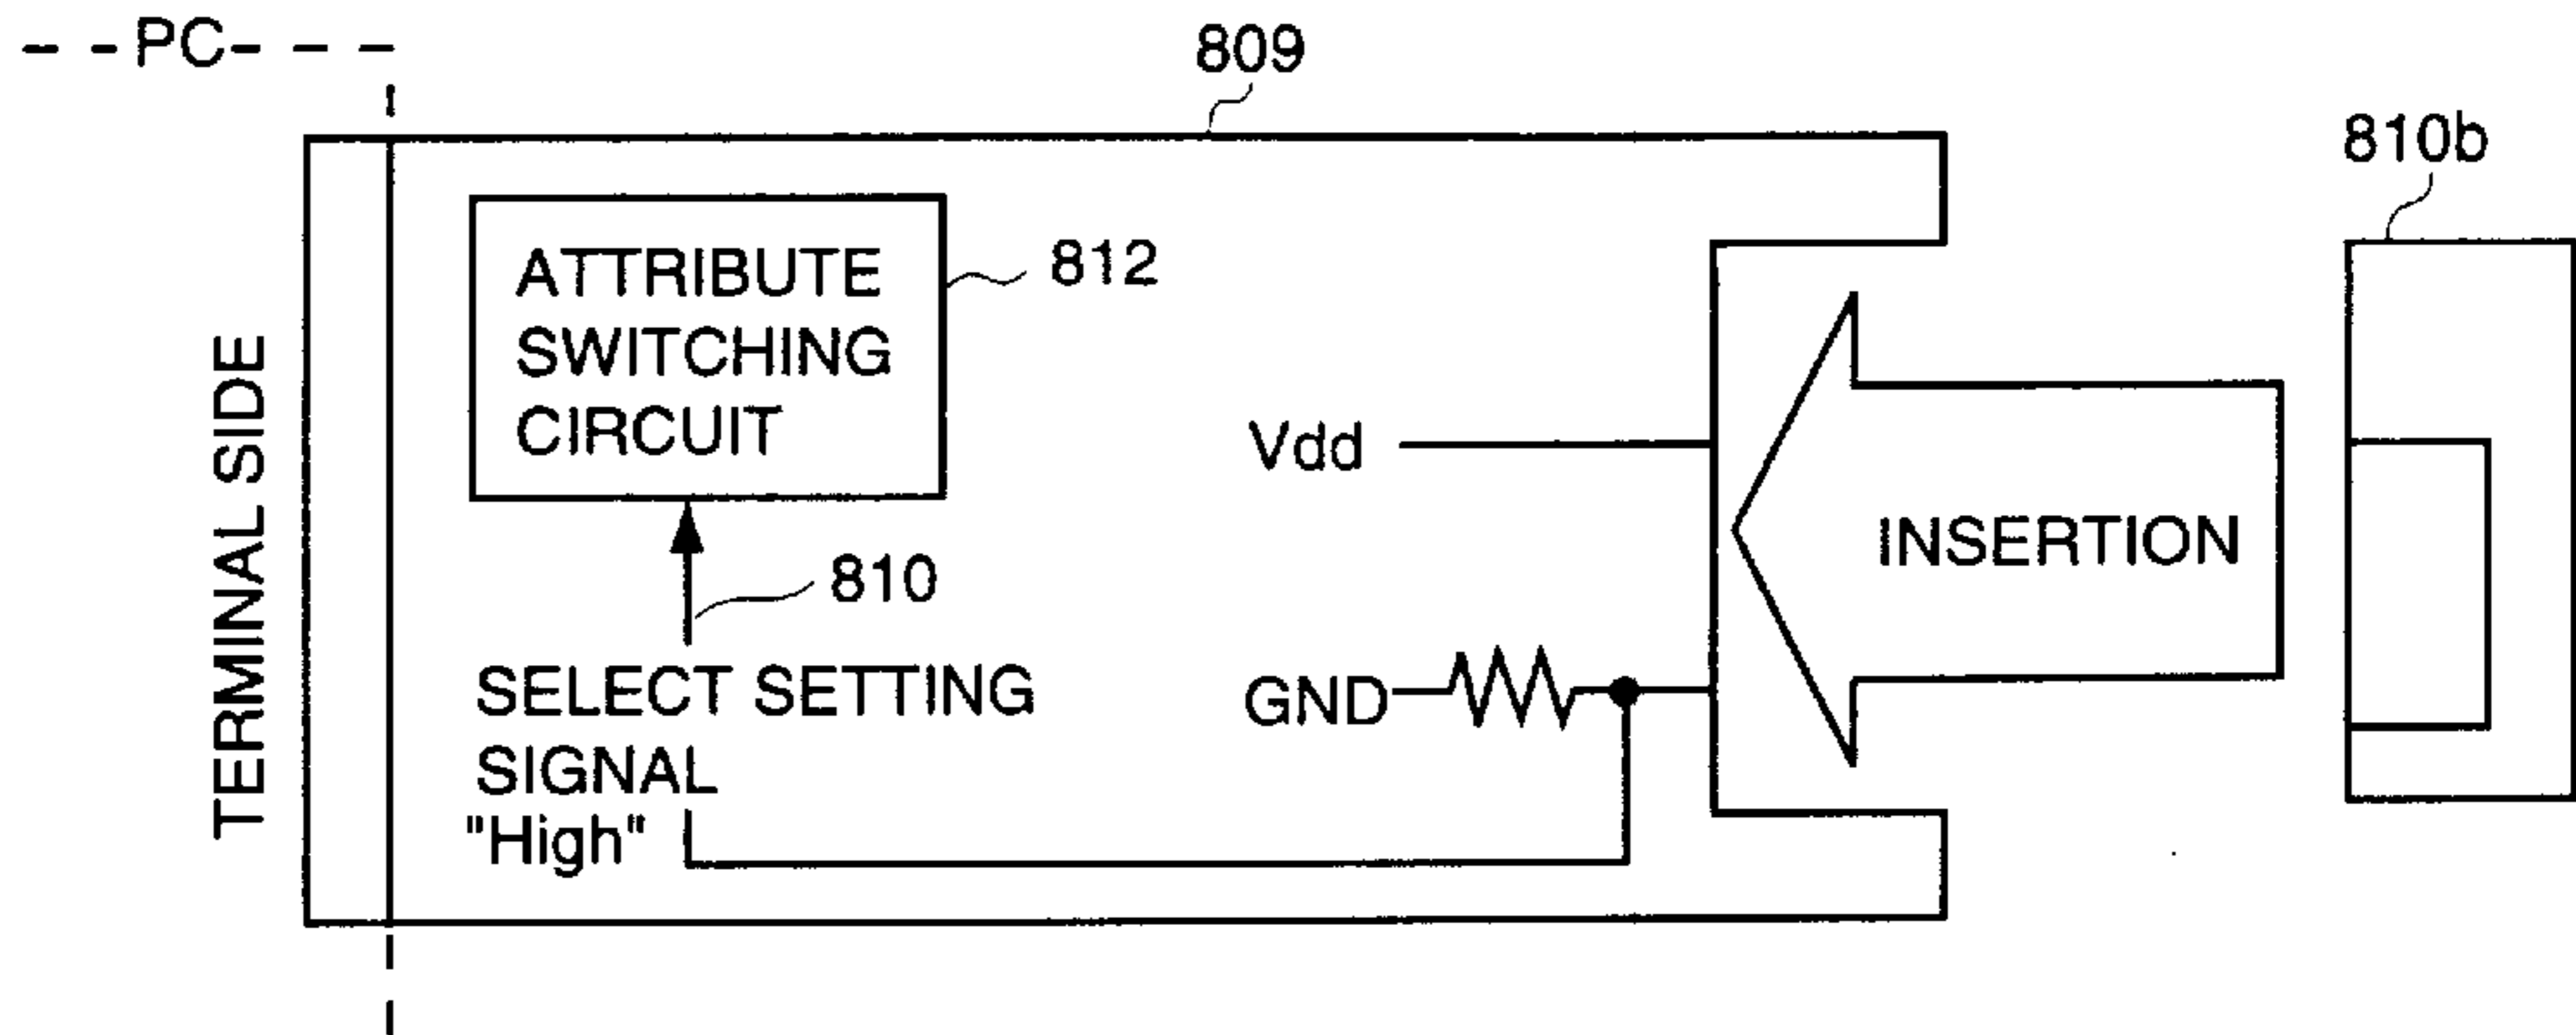 PC
809
810b
ATTRIBUTE
SWITCHING
CIRCUIT
812
TERMINAL SIDE
Vdd
INSERTION
810
SELECT SETTING
SIGNAL
"High"
GND